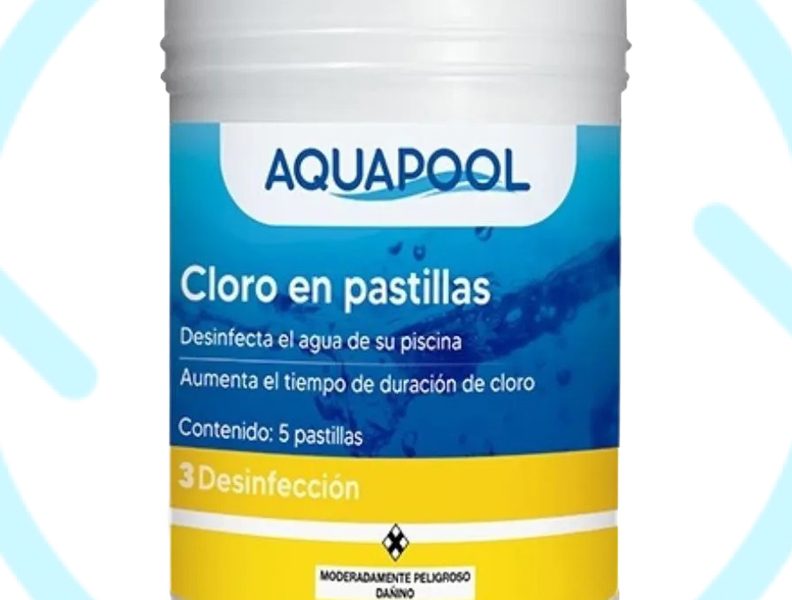 AQUAPOOL
Cloro en pastillas
Desinfecta el agua de su piscina
Aumenta el tiempo de duración de cloro
Contenido: 5 pastillas
3 Desinfección
MODERADAMENTE PELIGROSO
DAÑINO